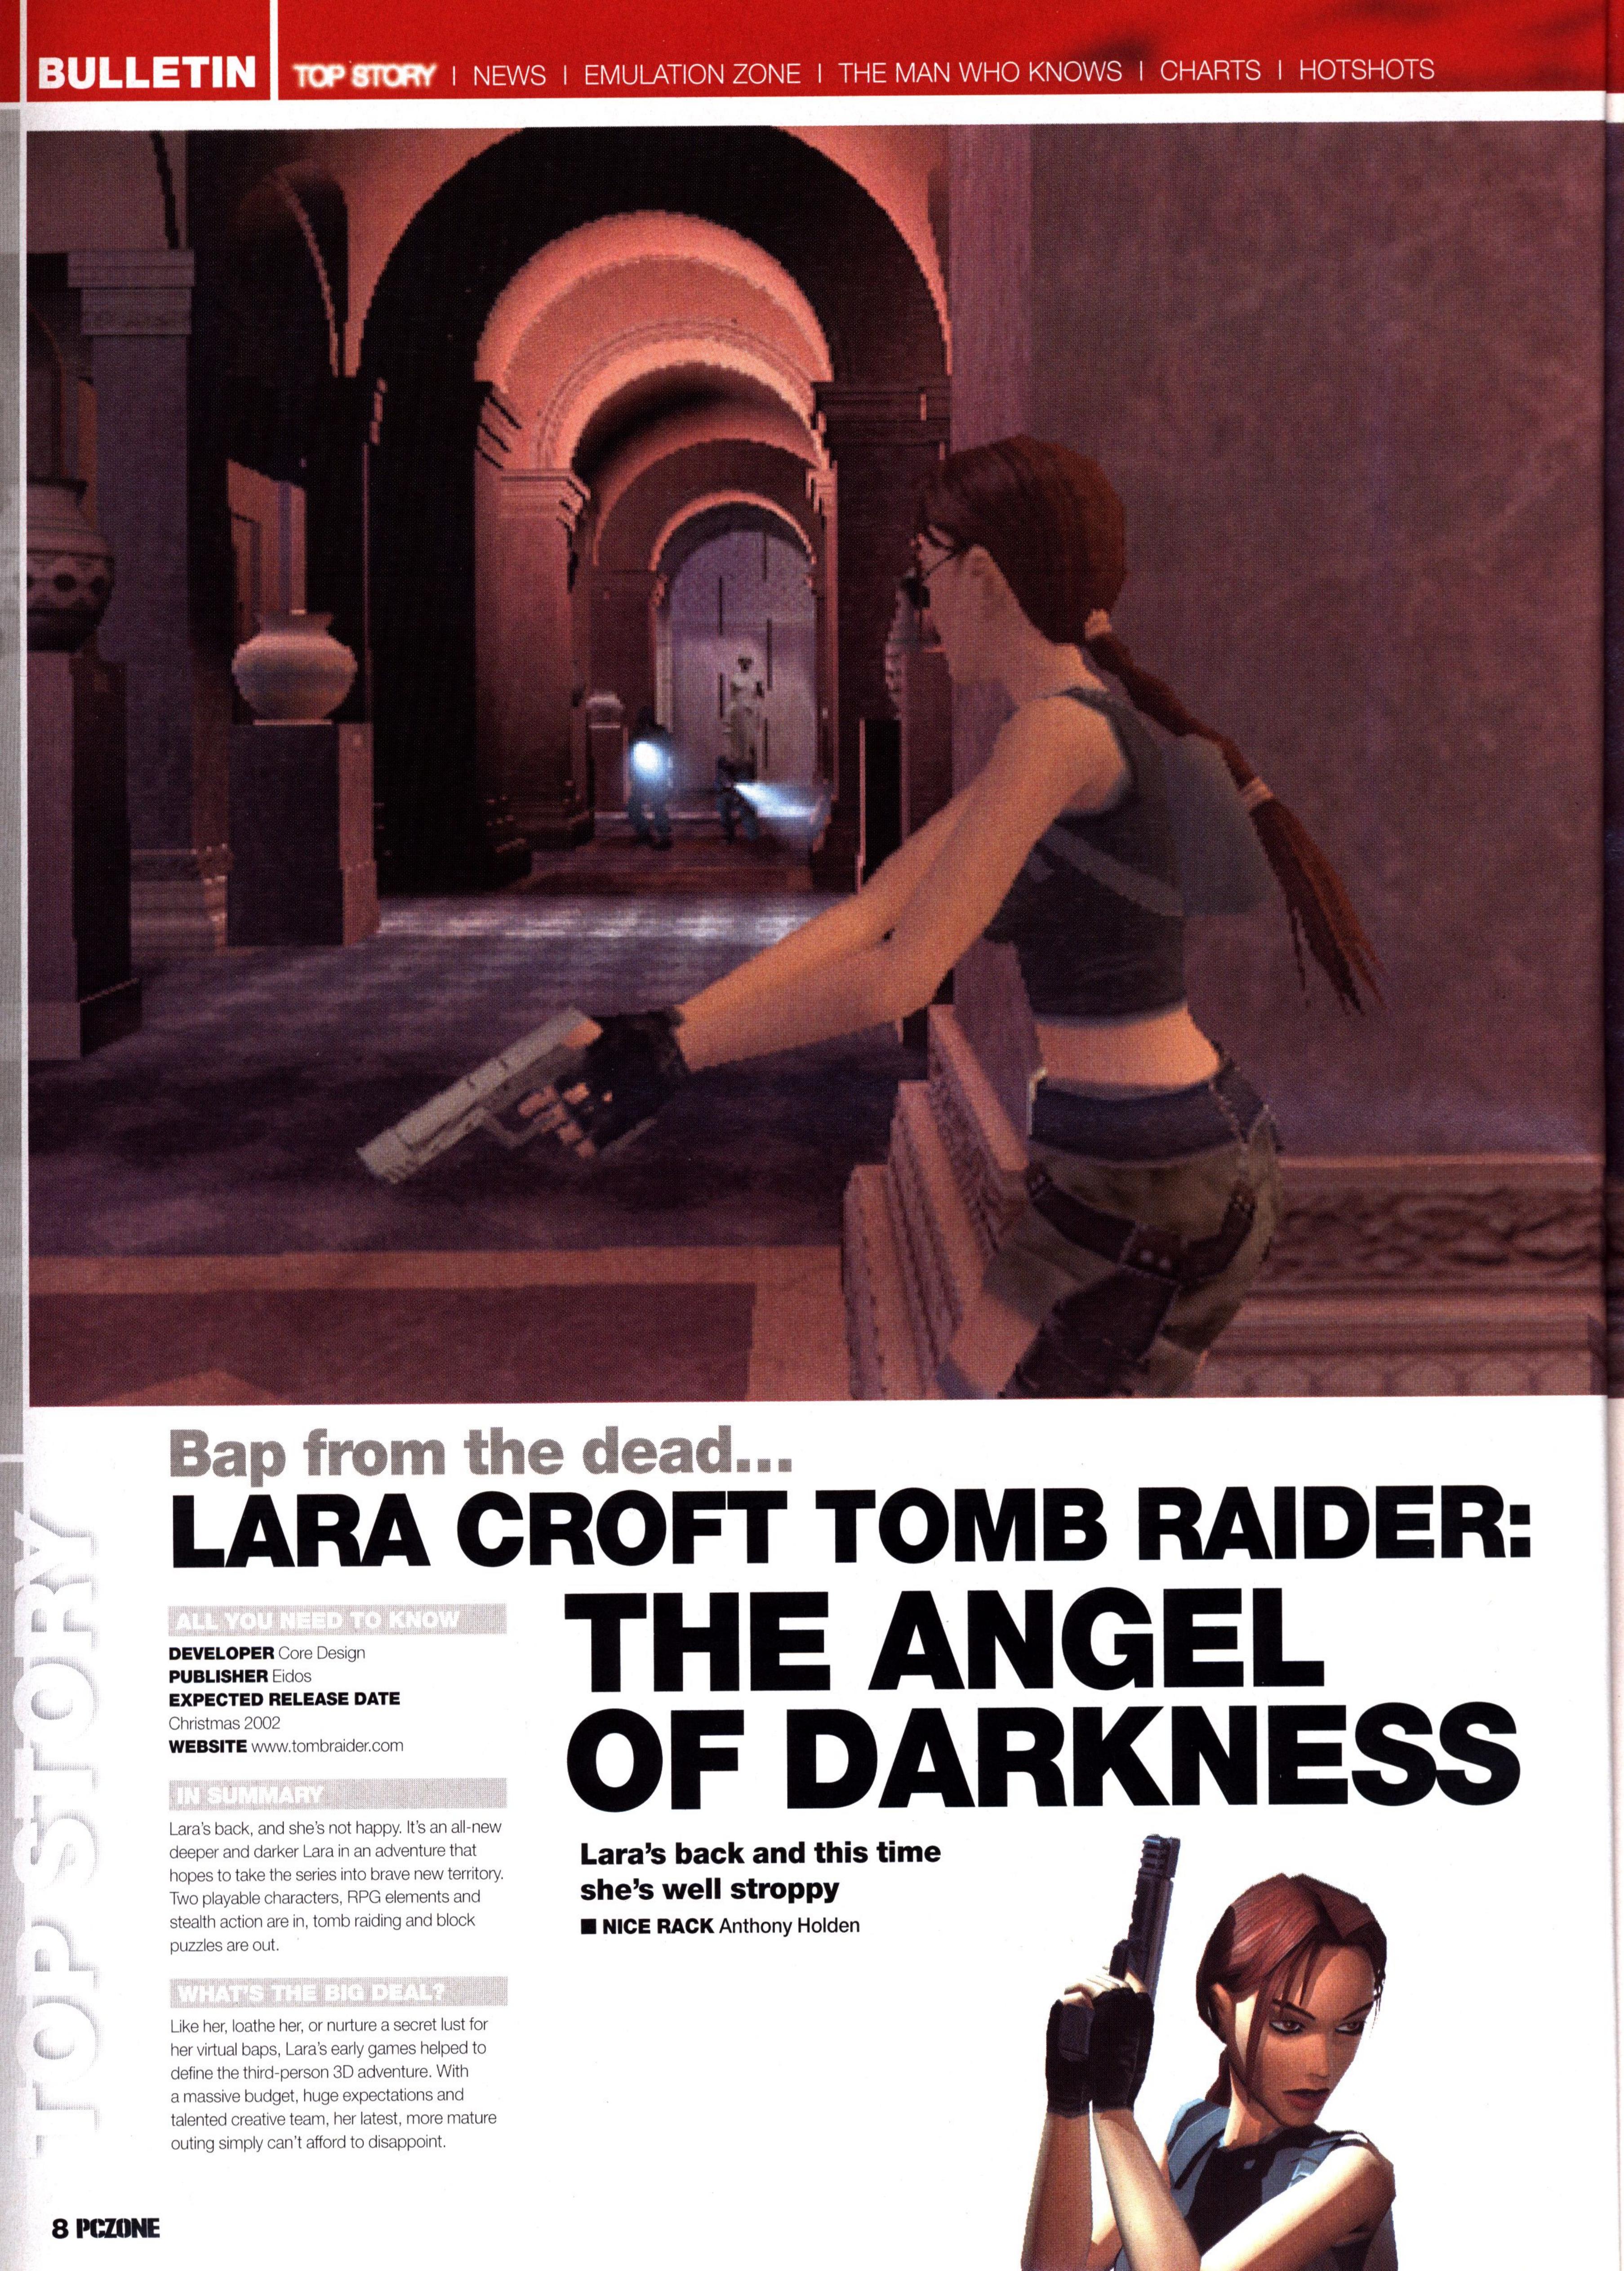 BULLETIN
TOP STORY | NEWS | EMULATION ZONE | THE MAN WHO KNOWS | CHARTS | HOTSHOTS
Bap from the dead...
LARA CROFT TOMB RAIDER:
THE ANGEL
OF DARKNESS
TOP STORY
ALL YOU NEED TO KNOW
DEVELOPER Core Design
PUBLISHER Eidos
EXPECTED RELEASE DATE
Christmas 2002
WEBSITE www.tombraider.com
IN SUMMARY
Lara's back, and she's not happy. It's an all-new
deeper and darker Lara in an adventure that
hopes to take the series into brave new territory.
Two playable characters, RPG elements and
stealth action are in, tomb raiding and block
puzzles are out.
WHAT'S THE BIG DEAL?
Like her, loathe her, or nurture a secret lust for
her virtual baps, Lara's early games helped to
define the third-person 3D adventure. With
a massive budget, huge expectations and
talented creative team, her latest, more mature
outing simply can't afford to disappoint.
Lara's back and this time
she's well stroppy
■ NICE RACK Anthony Holden
8 PCZONE